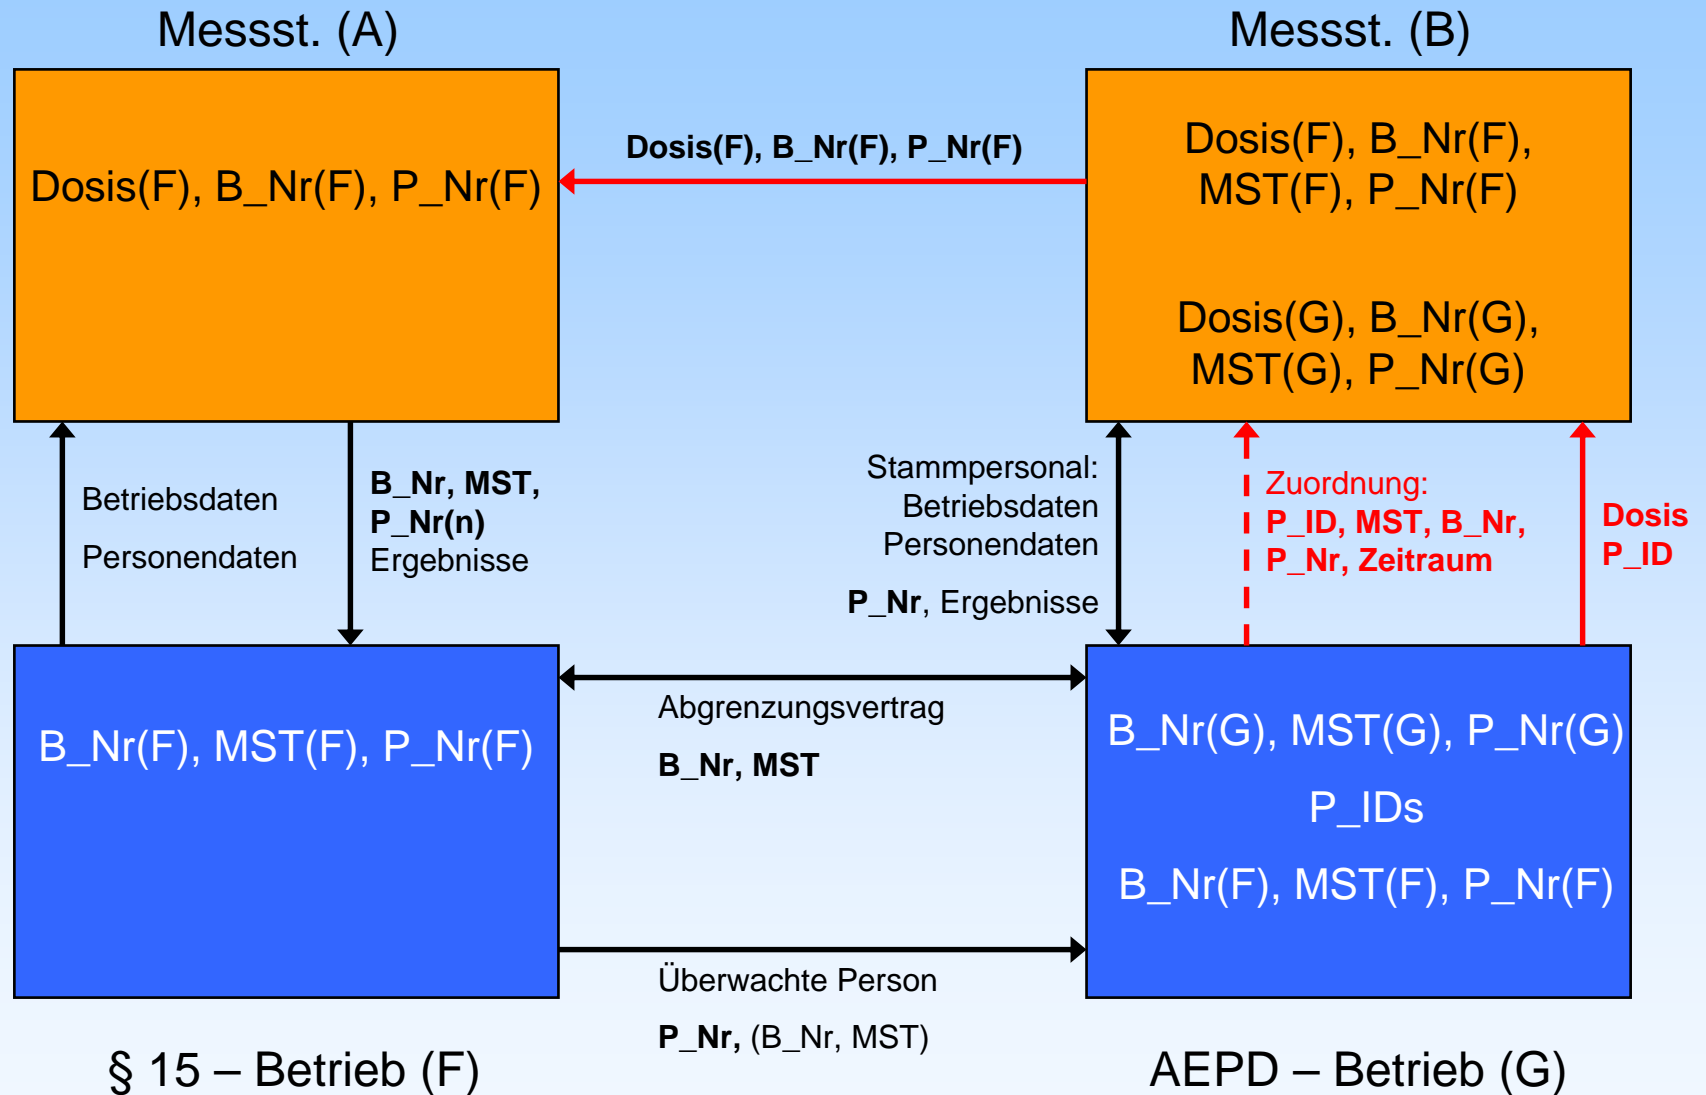 Messst. (A)
Messst. (B)
Dosis(F), B_Nr(F), P_Nr(F)
Dosis(F), B_Nr(F), P_Nr(F)
Dosis(F), B_Nr(F),
MST(F), P_Nr(F)
Dosis(G), B_Nr(G),
MST(G), P_Nr(G)
Betriebsdaten
Personendaten
B_Nr, MST,
P_Nr(n)
Ergebnisse
Stammpersonal:
Betriebsdaten
Personendaten
P_Nr, Ergebnisse
Zuordnung:
P_ID, MST, B_Nr,
P_Nr, Zeitraum
Dosis
P_ID
B_Nr(F), MST(F), P_Nr(F)
Abgrenzungsvertrag
B_Nr, MST
B_Nr(G), MST(G), P_Nr(G)
P_IDs
B_Nr(F), MST(F), P_Nr(F)
Überwachte Person
P_Nr, (B_Nr, MST)
§ 15 – Betrieb (F)
AEPD – Betrieb (G)